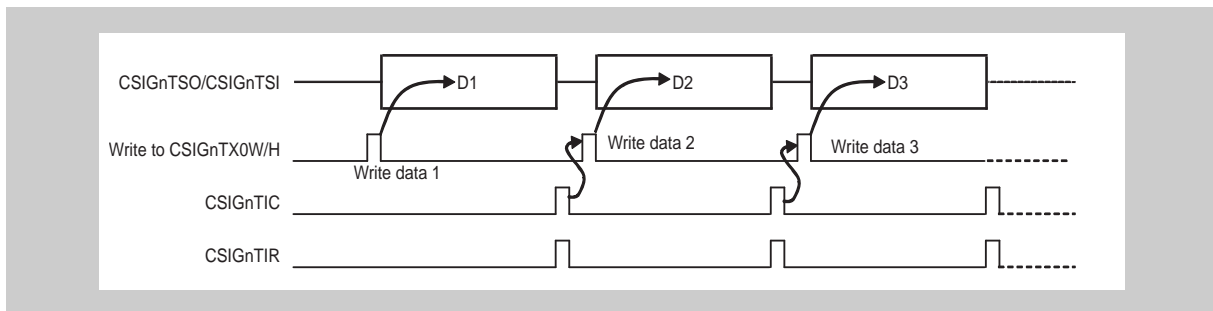 CSIGnTSO/CSIGnTSI
D1
D2
D3
Write to CSIGnTX0W/H
Write data 1
Write data 2
Write data 3
CSIGnTIC
CSIGnTIR